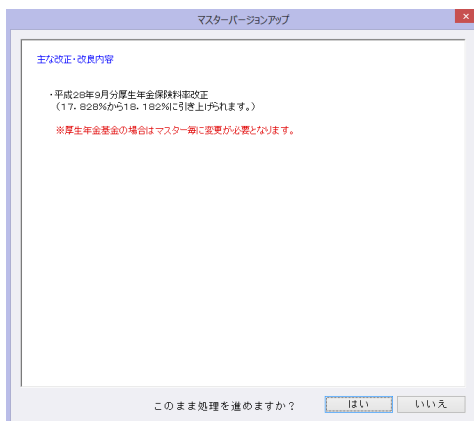 マスターバージョンアップ
主な改正・改良内容
・平成28年9月分厚生年金保険料率改正
（17．828%から18．182%に引き上げられます。）
※厚生年金基金の場合はマスター毎に変更が必要となります。
このまま処理を進めますか？
はい
いいえ